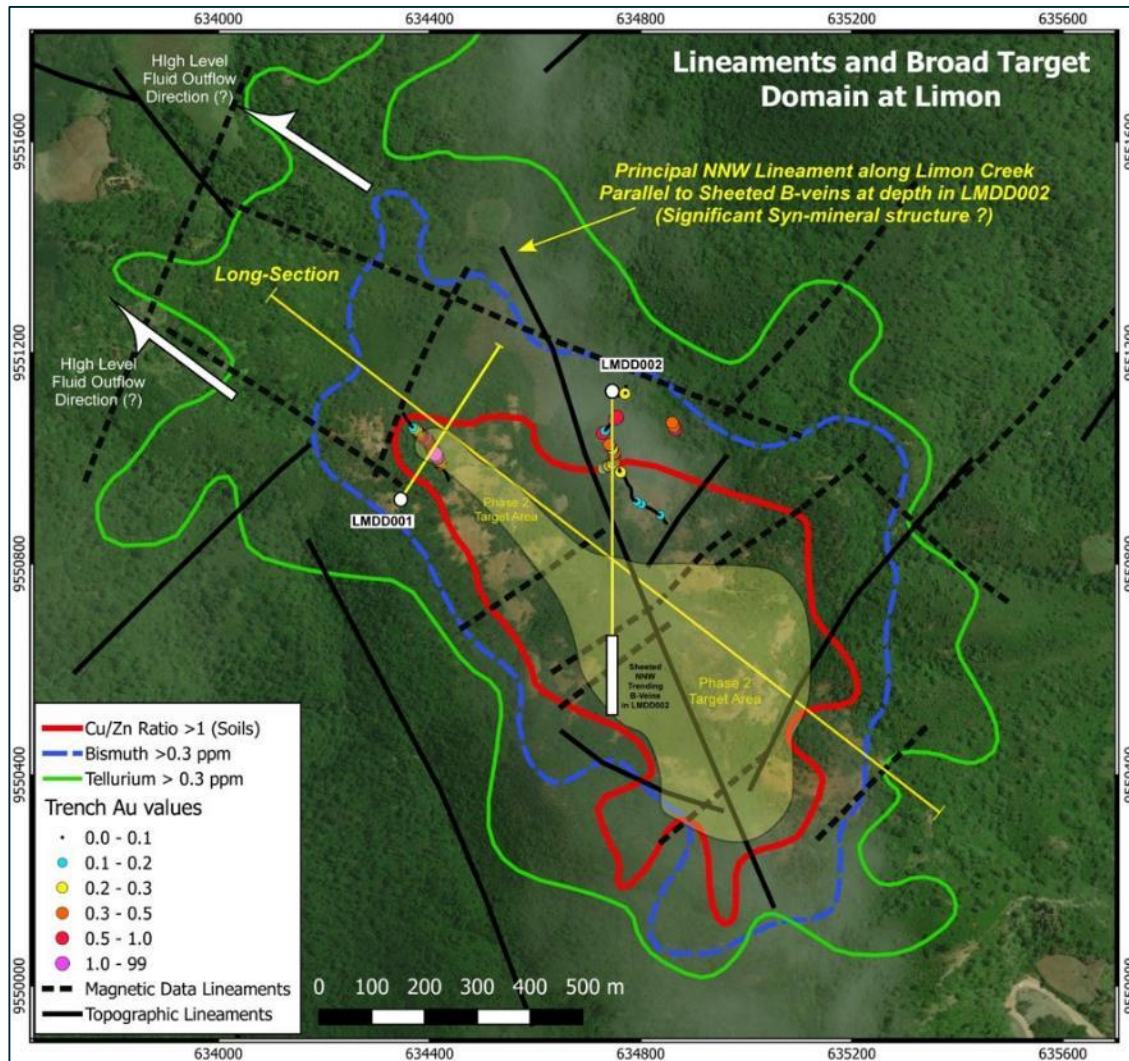 634000 634400 634800 635200 635600
Lineaments and Broad Target
Domain at Limon
HIgh Level
Fluid Outflow
Direction (?)
9551600
9551600
Principal NNW Lineament along Limon Creek
Parallel to Sheeted B-veins at depth in LMDD002
(Significant Syn-mineral structure ?)
Long-Section
9551200
9551200
HIgh Level
Fluid Outflow
Direction (?)
LMDD002
LMDD001
Phase 2
Target Area
9550800
9550800
Sheeted
NNW
Trending
B-Veins
in LMDD002
Phase 2
Target Area
9550400
9550400
Cu/Zn Ratio >1 (Soils)
Bismuth >0.3 ppm
Tellurium > 0.3 ppm
Trench Au values
0.0 - 0.1
0.1 - 0.2
0.2 - 0.3
0.3 - 0.5
0.5 - 1.0
1.0 - 99
Magnetic Data Lineaments
Topographic Lineaments
0 100 200 300 400 500 m
9550000
9550000
634000 634400 634800 635200 635600